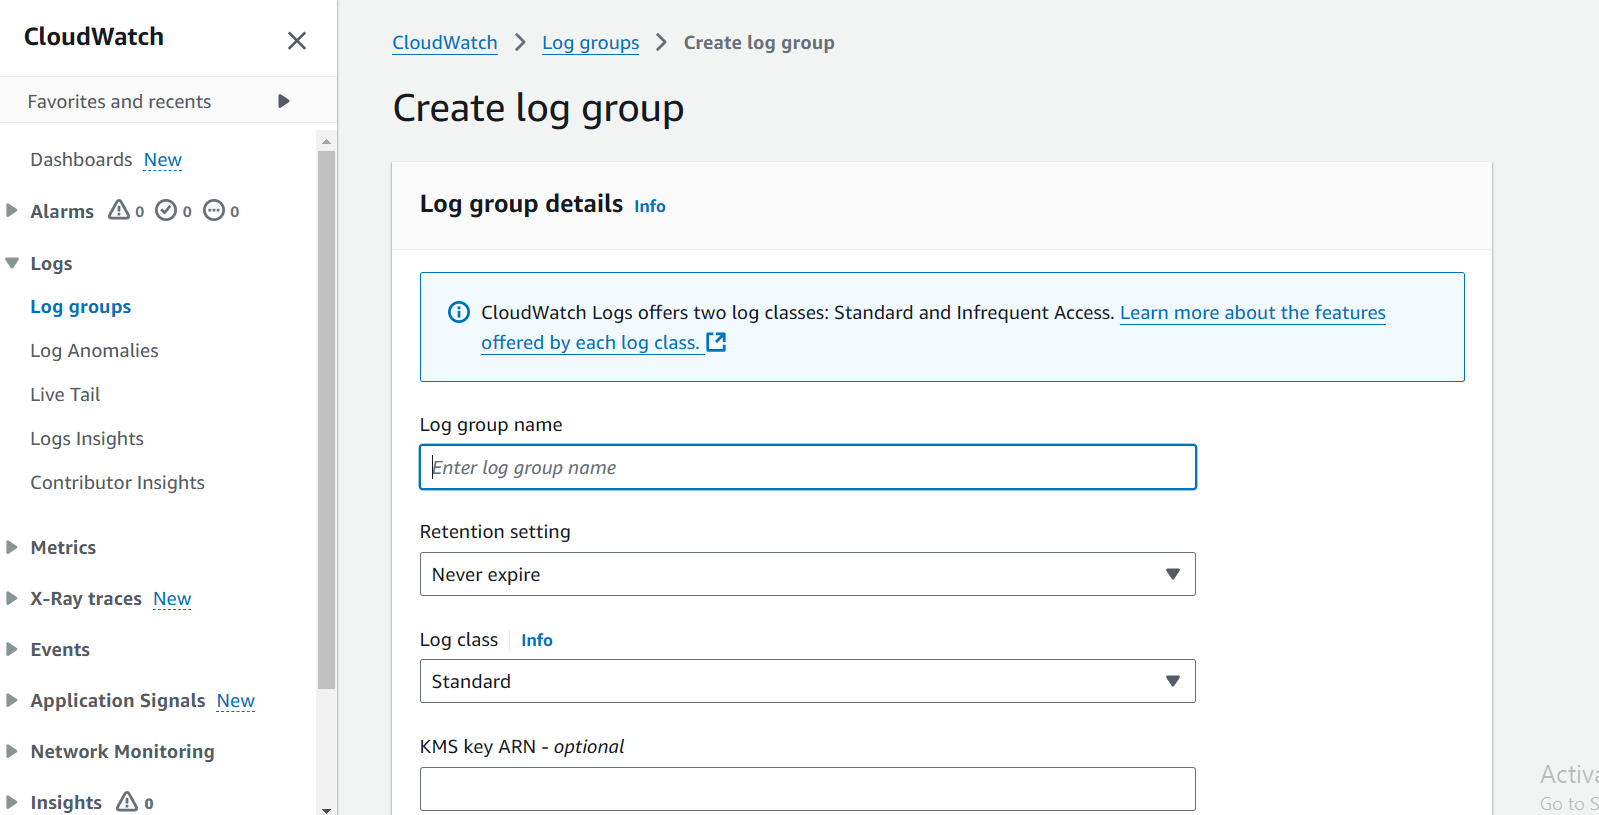 CloudWatch
Favorites and recents
Dashboards New
Alarms 0 0 0
Logs
Log groups
Log Anomalies
Live Tail
Logs Insights
Contributor Insights
Metrics
X-Ray traces New
Events
Application Signals New
Network Monitoring
Insights 0
CloudWatch Log groups Create log group
Create log group
Log group details Info
CloudWatch Logs offers two log classes: Standard and Infrequent Access. Learn more about the features
offered by each log class.
Log group name
Enter log group name
Retention setting
Never expire
Log class Info
Standard
KMS key ARN - optional
Go to